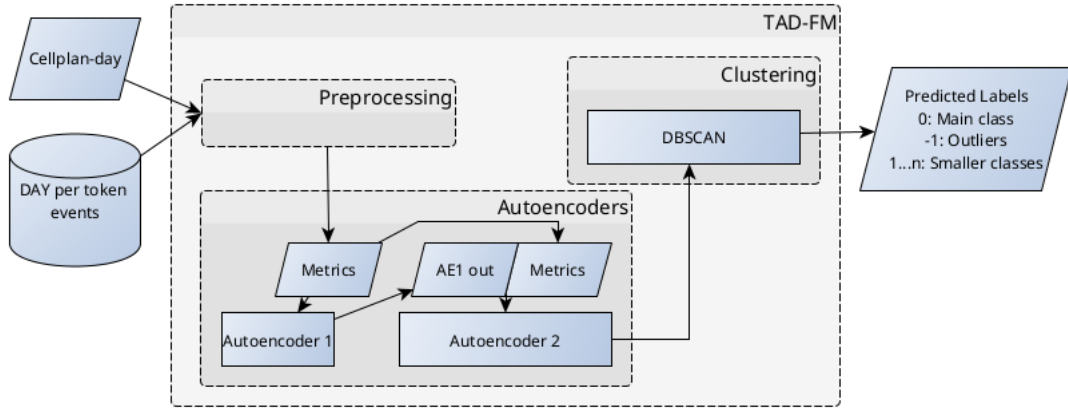 TAD-FM
Cellplan-day
Clustering
Preprocessing
Predicted Labels
0: Main class
-1: Outliers
1...n: Smaller classes
DBSCAN
DAY per token
events
Autoencoders
Metrics
AE1 out
Metrics
Autoencoder 1
Autoencoder 2